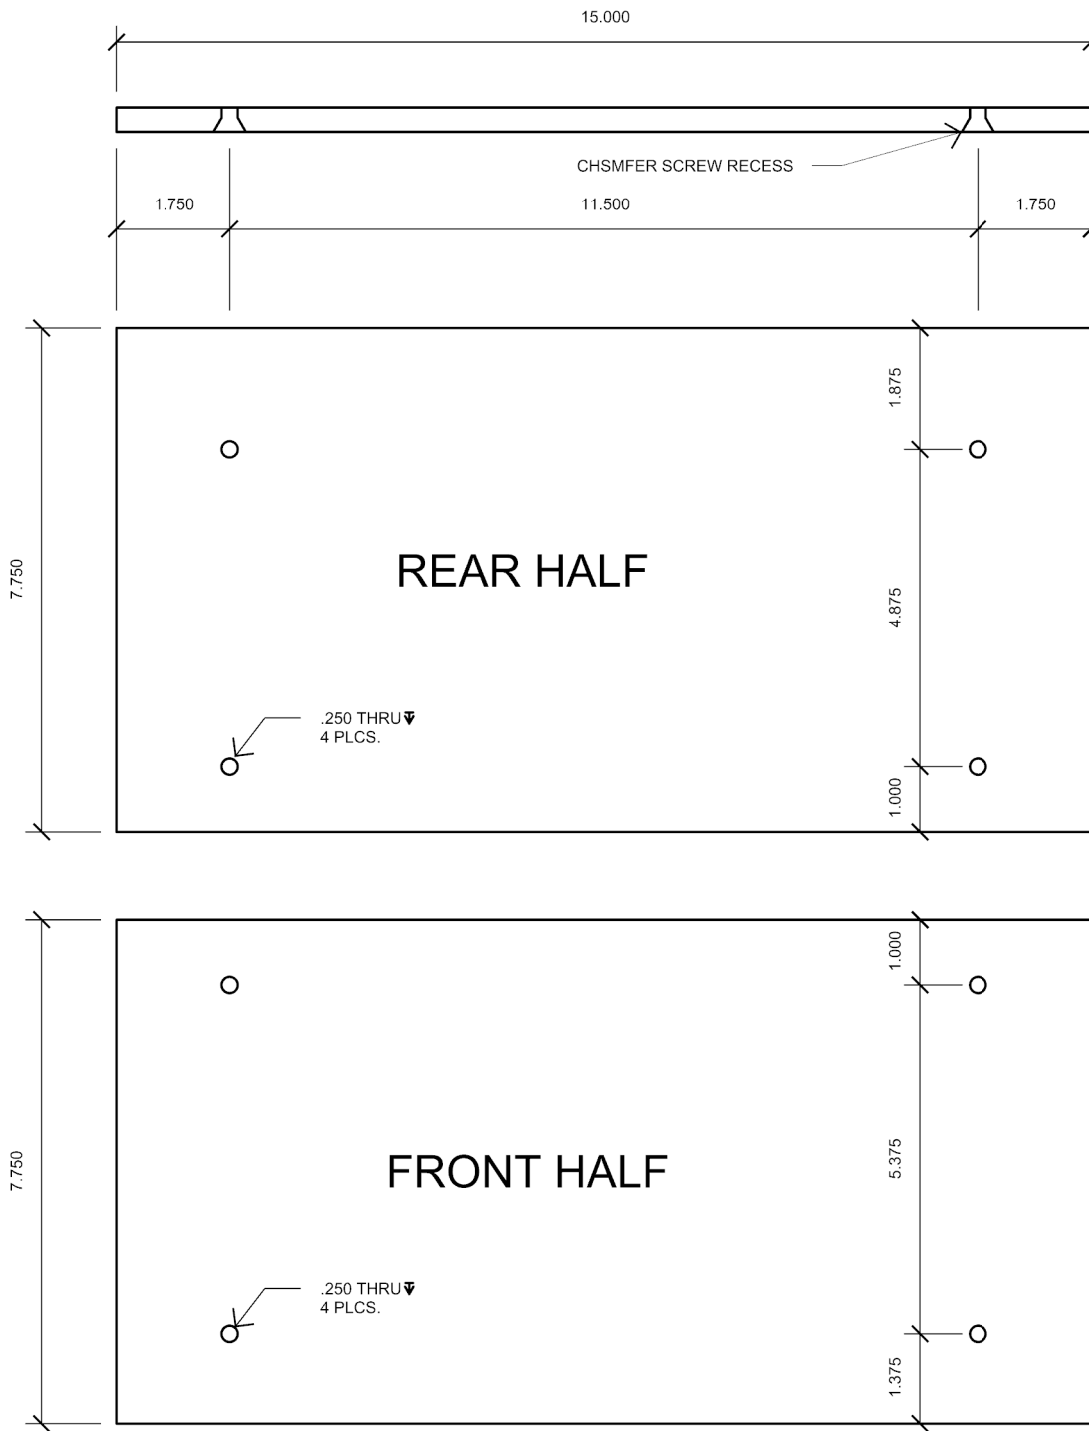 15.000
CHSMFER SCREW RECESS
1.750
11.500
1.750
1.875
7.750
REAR HALF
4.875
.250 THRU
4 PLCS.
1.000
1.000
7.750
FRONT HALF
5.375
.250 THRU
4 PLCS.
1.375